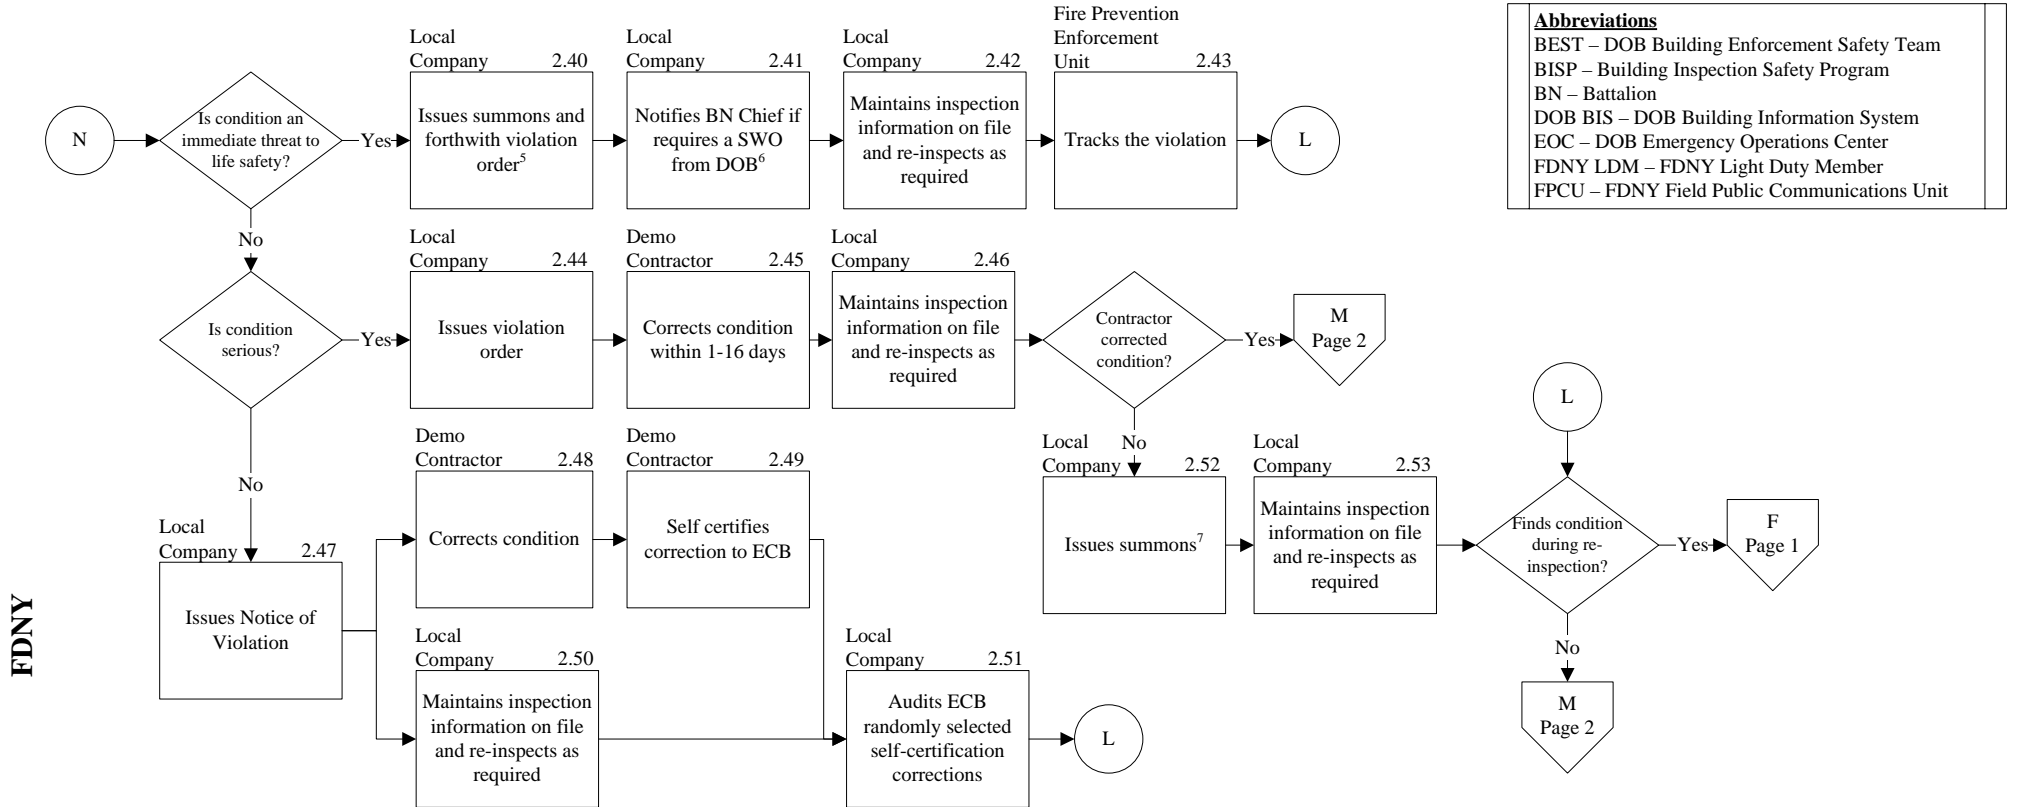 FDNY
N
Is condition an
immediate threat to
life safety?
Yes
No
Local
Company 2.40
Issues summons and
forthwith violation
order5
Local
Company 2.41
Notifies BN Chief if
requires a SWO
from DOB6
Local
Company 2.42
Maintains inspection
information on file
and re-inspects as
required
Fire Prevention
Enforcement
Unit 2.43
Tracks the violation
L
Abbreviations
BEST – DOB Building Enforcement Safety Team
BISP – Building Inspection Safety Program
BN – Battalion
DOB BIS – DOB Building Information System
EOC – DOB Emergency Operations Center
FDNY LDM – FDNY Light Duty Member
FPCU – FDNY Field Public Communications Unit
Is condition
serious?
Yes
No
Local
Company 2.44
Issues violation
order
Demo
Contractor 2.45
Corrects condition
within 1-16 days
Local
Company 2.46
Maintains inspection
information on file
and re-inspects as
required
Contractor
corrected
condition?
Yes
M
Page 2
No
Local
Company 2.47
Issues Notice of
Violation
Demo
Contractor 2.48
Corrects condition
Demo
Contractor 2.49
Self certifies
correction to ECB
Local
Company 2.50
Maintains inspection
information on file
and re-inspects as
required
Local
Company 2.51
Audits ECB
randomly selected
self-certification
corrections
L
Local
Company 2.52
Issues summons7
Local
Company 2.53
Maintains inspection
information on file
and re-inspects as
required
L
Finds condition
during re-
inspection?
Yes
F
Page 1
No
M
Page 2